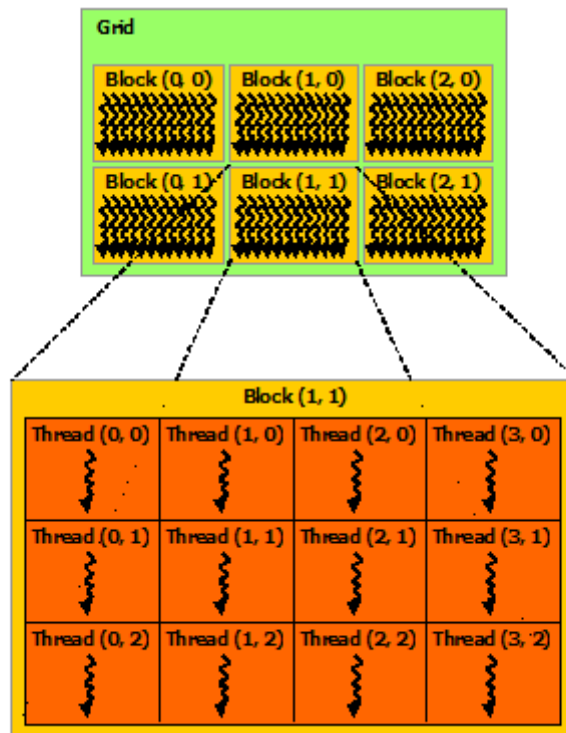 Grid
Block (0, 0) Block (1, 0) Block (2, 0)
Block (0, 1) Block (1, 1) Block (2, 1)
Block (1, 1)
Thread (0, 0) Thread (1, 0) Thread (2, 0) Thread (3, 0)
Thread (0, 1) Thread (1, 1) Thread (2, 1) Thread (3, 1)
Thread (0, 2) Thread (1, 2) Thread (2, 2) Thread (3, 2)